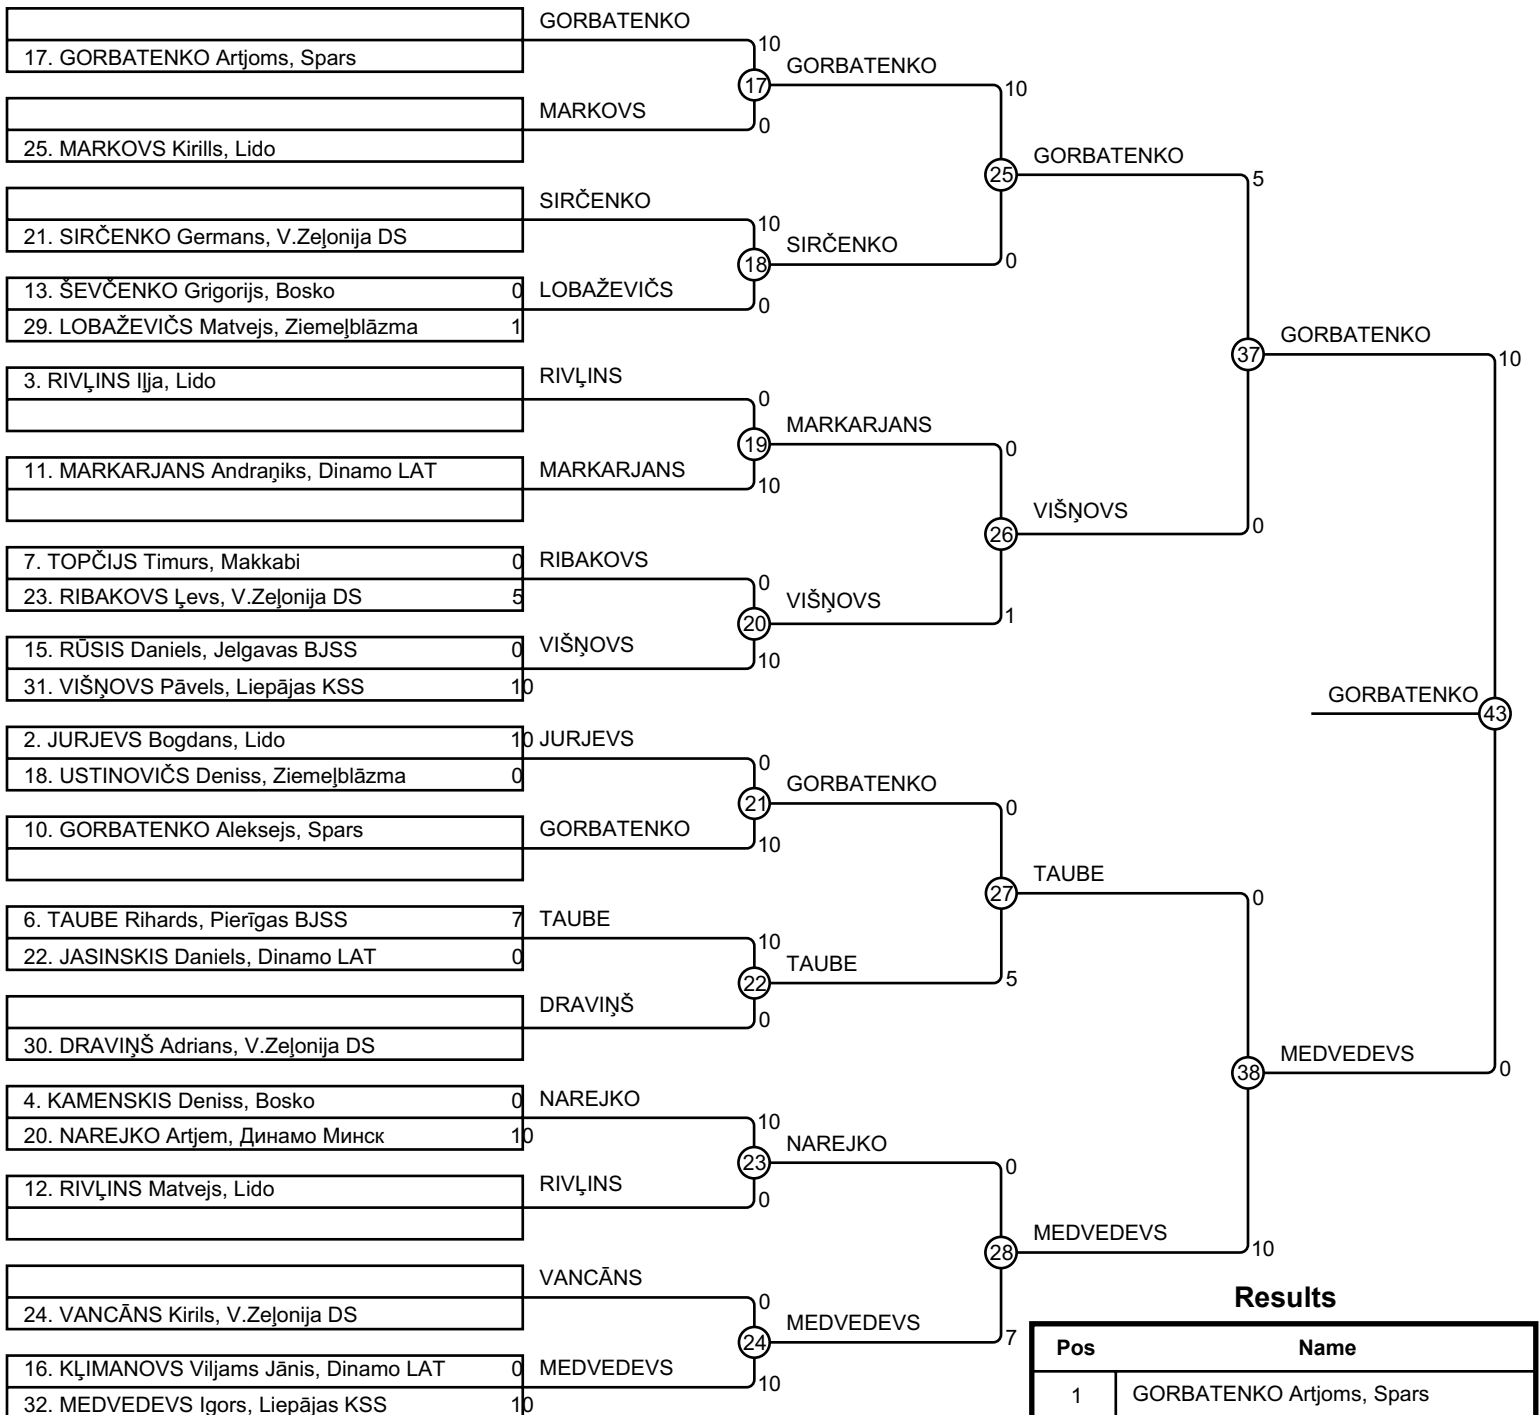 GORBATENKO
17. GORBATENKO Artjoms, Spars
10
17
GORBATENKO
MARKOVS
0
25. MARKOVS Kirills, Lido
10
25
GORBATENKO
SIRČENKO
21. SIRČENKO Germans, V.Zeļonija DS
10
18
SIRČENKO
0
13. ŠEVČENKO Grigorijs, Bosko 0
LOBAŽEVIČS
0
29. LOBAŽEVIČS Matvejs, Ziemeļblāzma 1
5
37
GORBATENKO
3. RIVĻINS Iļja, Lido
RIVĻINS
0
19
MARKARJANS
11. MARKARJANS Andraņiks, Dinamo LAT
MARKARJANS
10
0
26
VIŠŅOVS
0
7. TOPČIJS Timurs, Makkabi 0
RIBAKOVS
23. RIBAKOVS Ļevs, V.Zeļonija DS 5
0
20
VIŠŅOVS
1
15. RŪSIS Daniels, Jelgavas BJSS 0
VIŠŅOVS
10
31. VIŠŅOVS Pāvels, Liepājas KSS 10
10
GORBATENKO
43
2. JURJEVS Bogdans, Lido 10
JURJEVS
18. USTINOVIČS Deniss, Ziemeļblāzma 0
0
21
GORBATENKO
10. GORBATENKO Aleksejs, Spars
GORBATENKO
10
0
27
TAUBE
6. TAUBE Rihards, Pierīgas BJSS 7
TAUBE
22. JASINSKIS Daniels, Dinamo LAT 0
10
22
TAUBE
5
DRAVIŅŠ
0
30. DRAVIŅŠ Adrians, V.Zeļonija DS
0
38
MEDVEDEVS
0
4. KAMENSKIS Deniss, Bosko 0
NAREJKO
20. NAREJKO Artjem, Динамо Минск 10
10
23
NAREJKO
12. RIVĻINS Matvejs, Lido
RIVĻINS
0
0
28
MEDVEDEVS
10
VANCĀNS
24. VANCĀNS Kirils, V.Zeļonija DS
0
24
MEDVEDEVS
7
16. KĻIMANOVS Viljams Jānis, Dinamo LAT 0
MEDVEDEVS
10
32. MEDVEDEVS Igors, Liepājas KSS 10
Results
Pos Name
1 GORBATENKO Artjoms, Spars